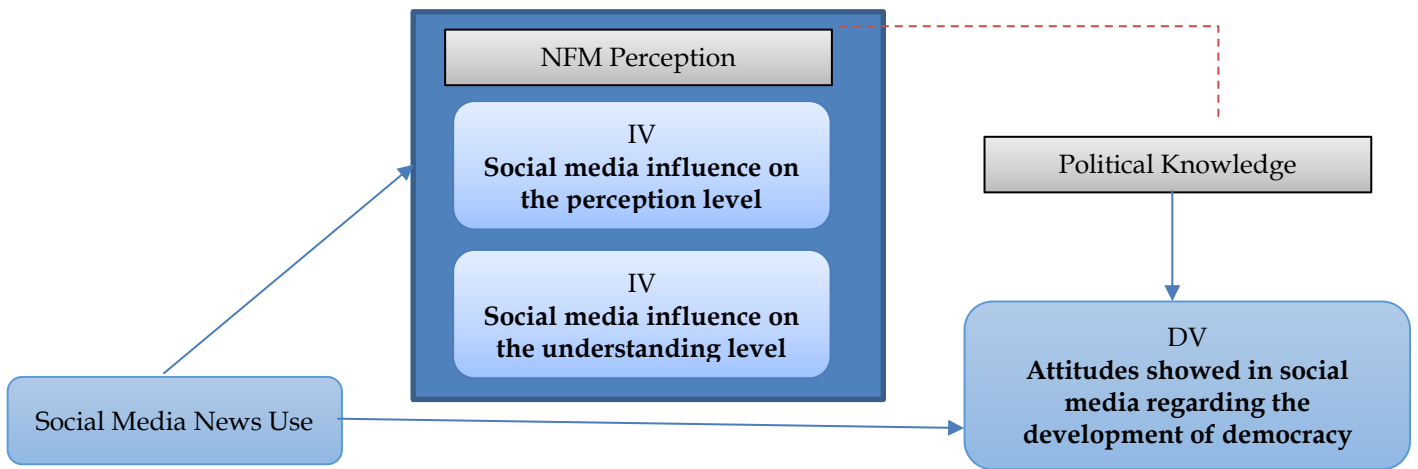 NFM Perception
IV
Social media influence on
the perception level
IV
Social media influence on
the understanding level
Political Knowledge
Social Media News Use
DV
Attitudes showed in social
media regarding the
development of democracy